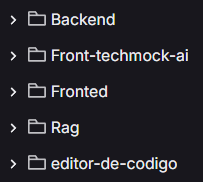 Backend
Front-techmock-ai
Fronted
Rag
editor-de-codigo